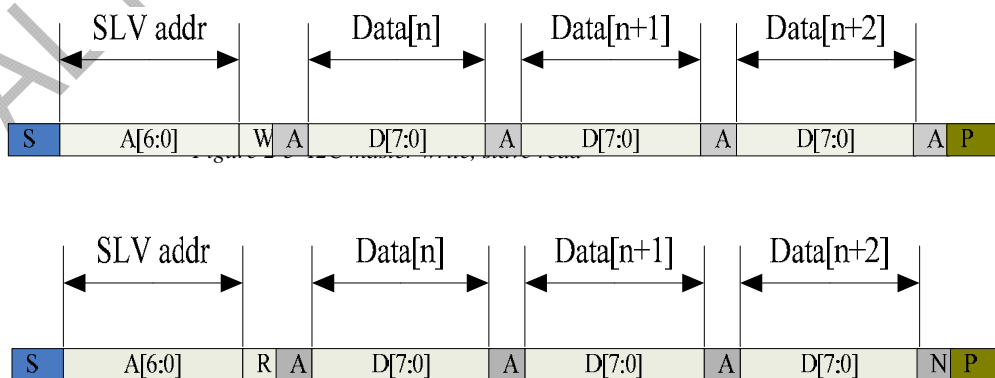 SLV addr Data[n] Data[n+1] Data[n+2]
S A[6:0] W A D[7:0] A D[7:0] A D[7:0] A P
SLV addr Data[n] Data[n+1] Data[n+2]
S A[6:0] R A D[7:0] A D[7:0] A D[7:0] N P